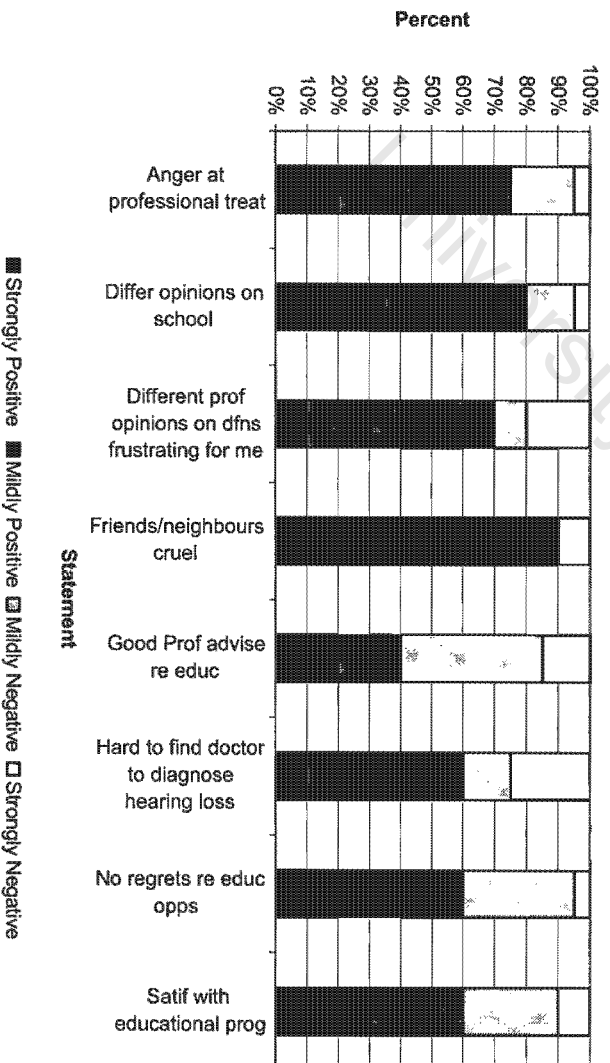 Percent
100%
90%
80%
70%
60%
50%
40%
30%
20%
10%
0%
Anger at
professional treat
Differ opinions on
school
Different prof
opinions on dfns
frustrating for me
Friends/neighbours
cruel
Good Prof advise
re educ
Hard to find doctor
to diagnose
hearing loss
No regrets re educ
opps
Satif with
educational prog
Statement
Strongly Positive Mildly Positive Mildly Negative Strongly Negative
University